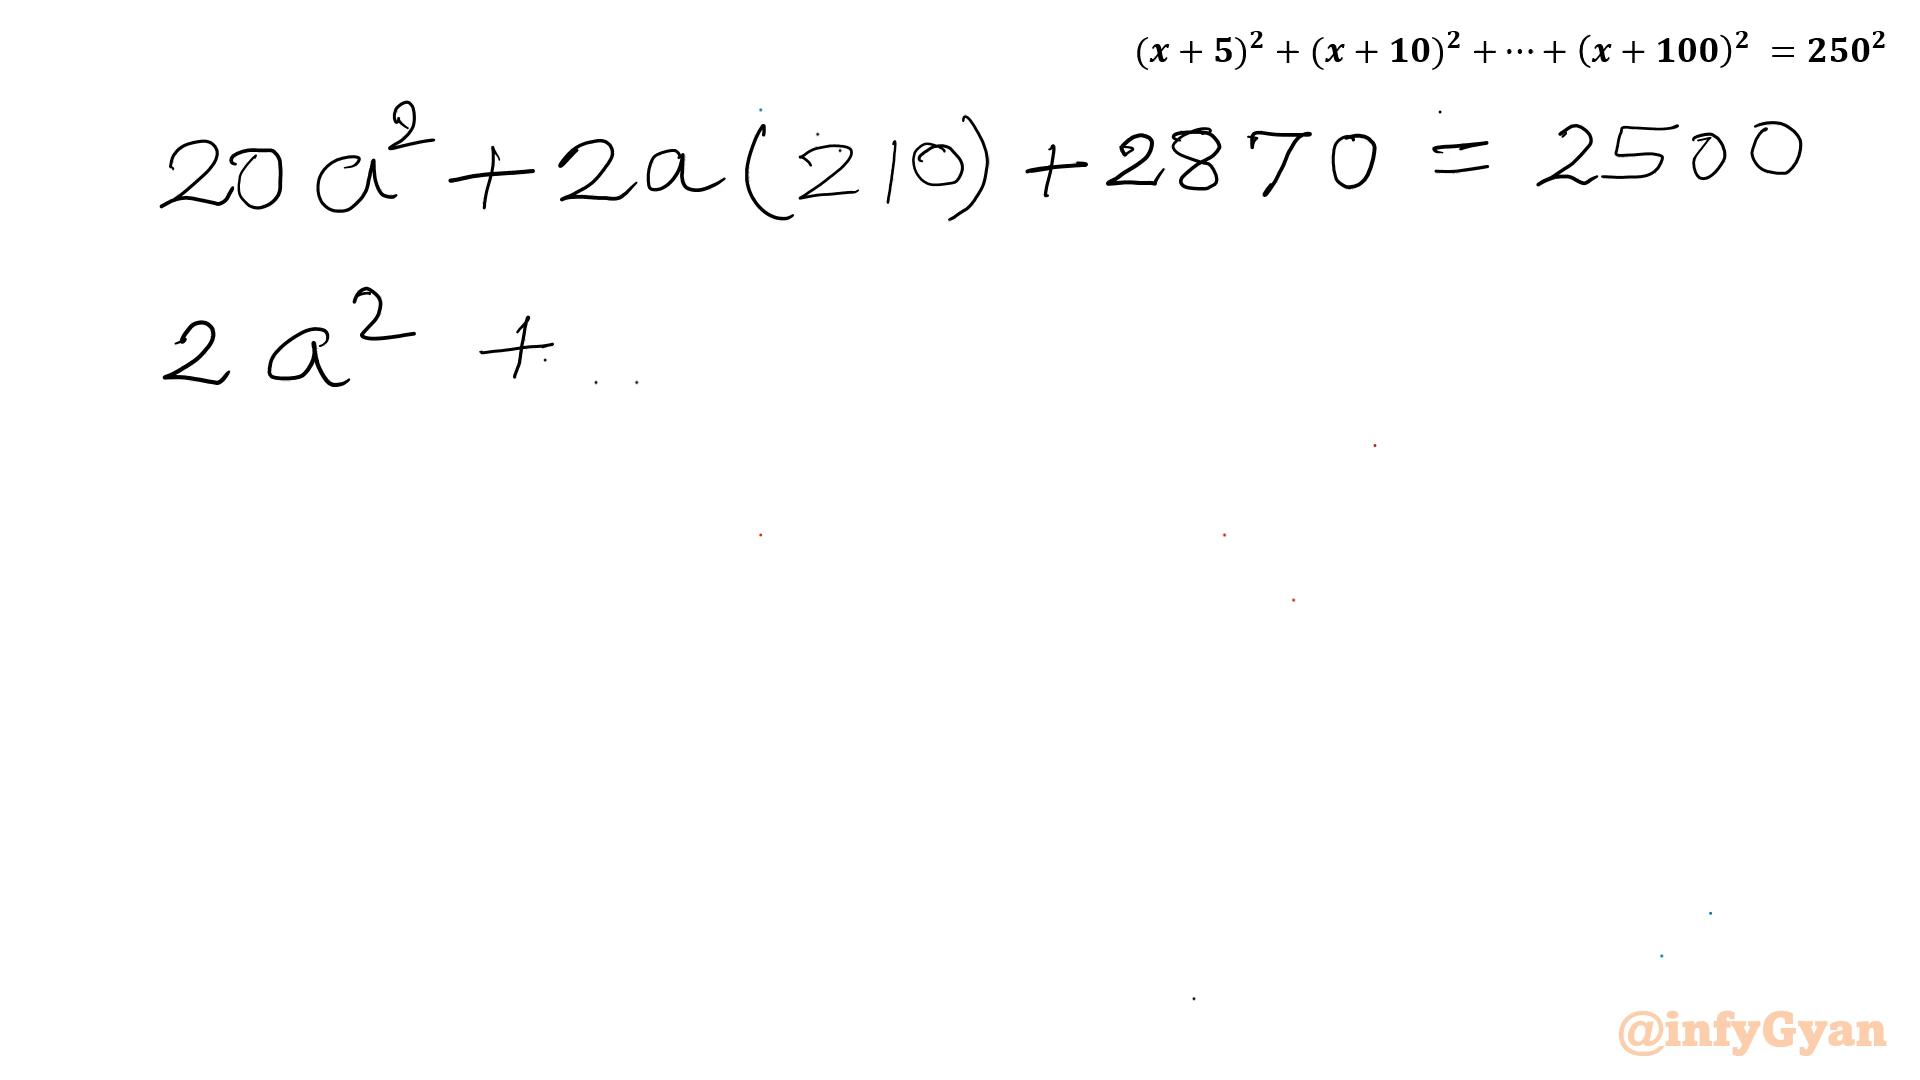 (x + 5)² + (x + 10)² + ⋯ + (x + 100)² = 250²
20a² + 2a(210) + 2870 = 2500
2a² +
@infyGyan